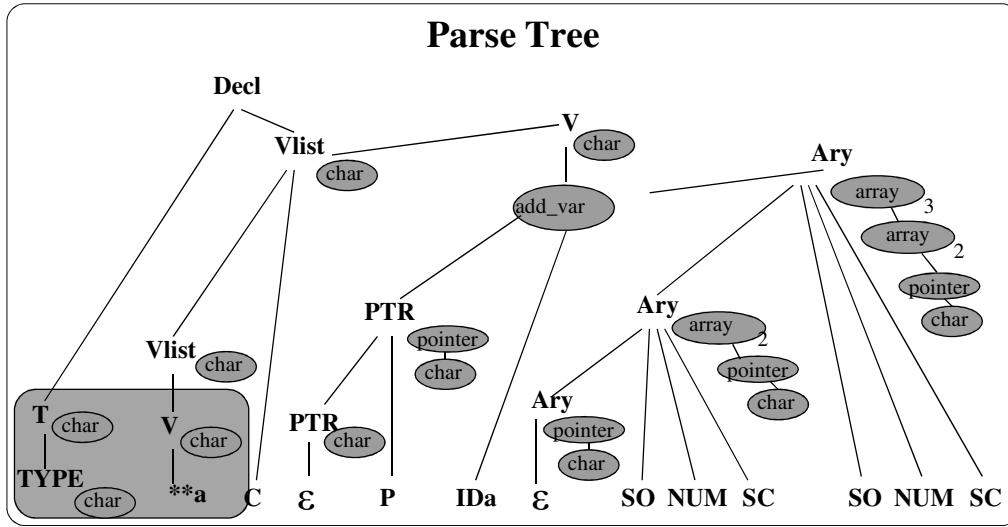 Parse Tree
Decl
Vlist
char
V
char
Ary
add_var
array
3
array
2
pointer
char
PTR
pointer
char
Ary
array
2
pointer
char
Vlist
char
T
char
V
char
PTR
char
Ary
pointer
char
TYPE
char
**a
C
ε
P
IDa
ε
SO
NUM
SC
SO
NUM
SC